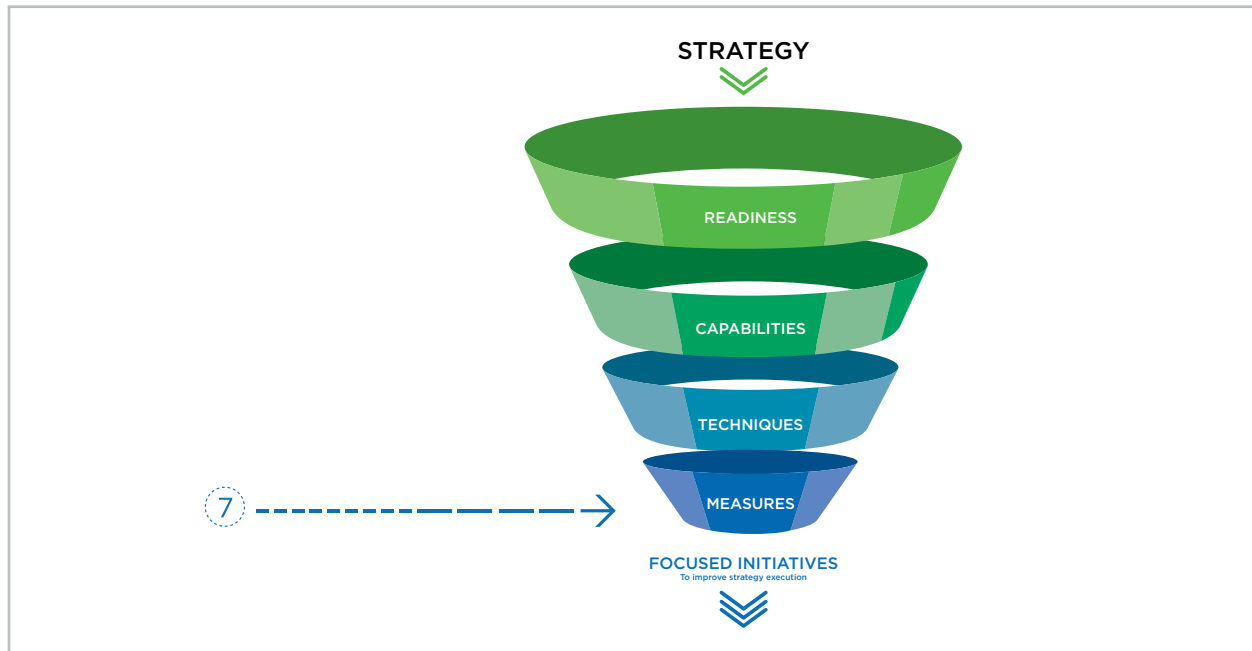 STRATEGY
READINESS
CAPABILITIES
TECHNIQUES
MEASURES
7
FOCUSED INITIATIVES
To improve strategy execution